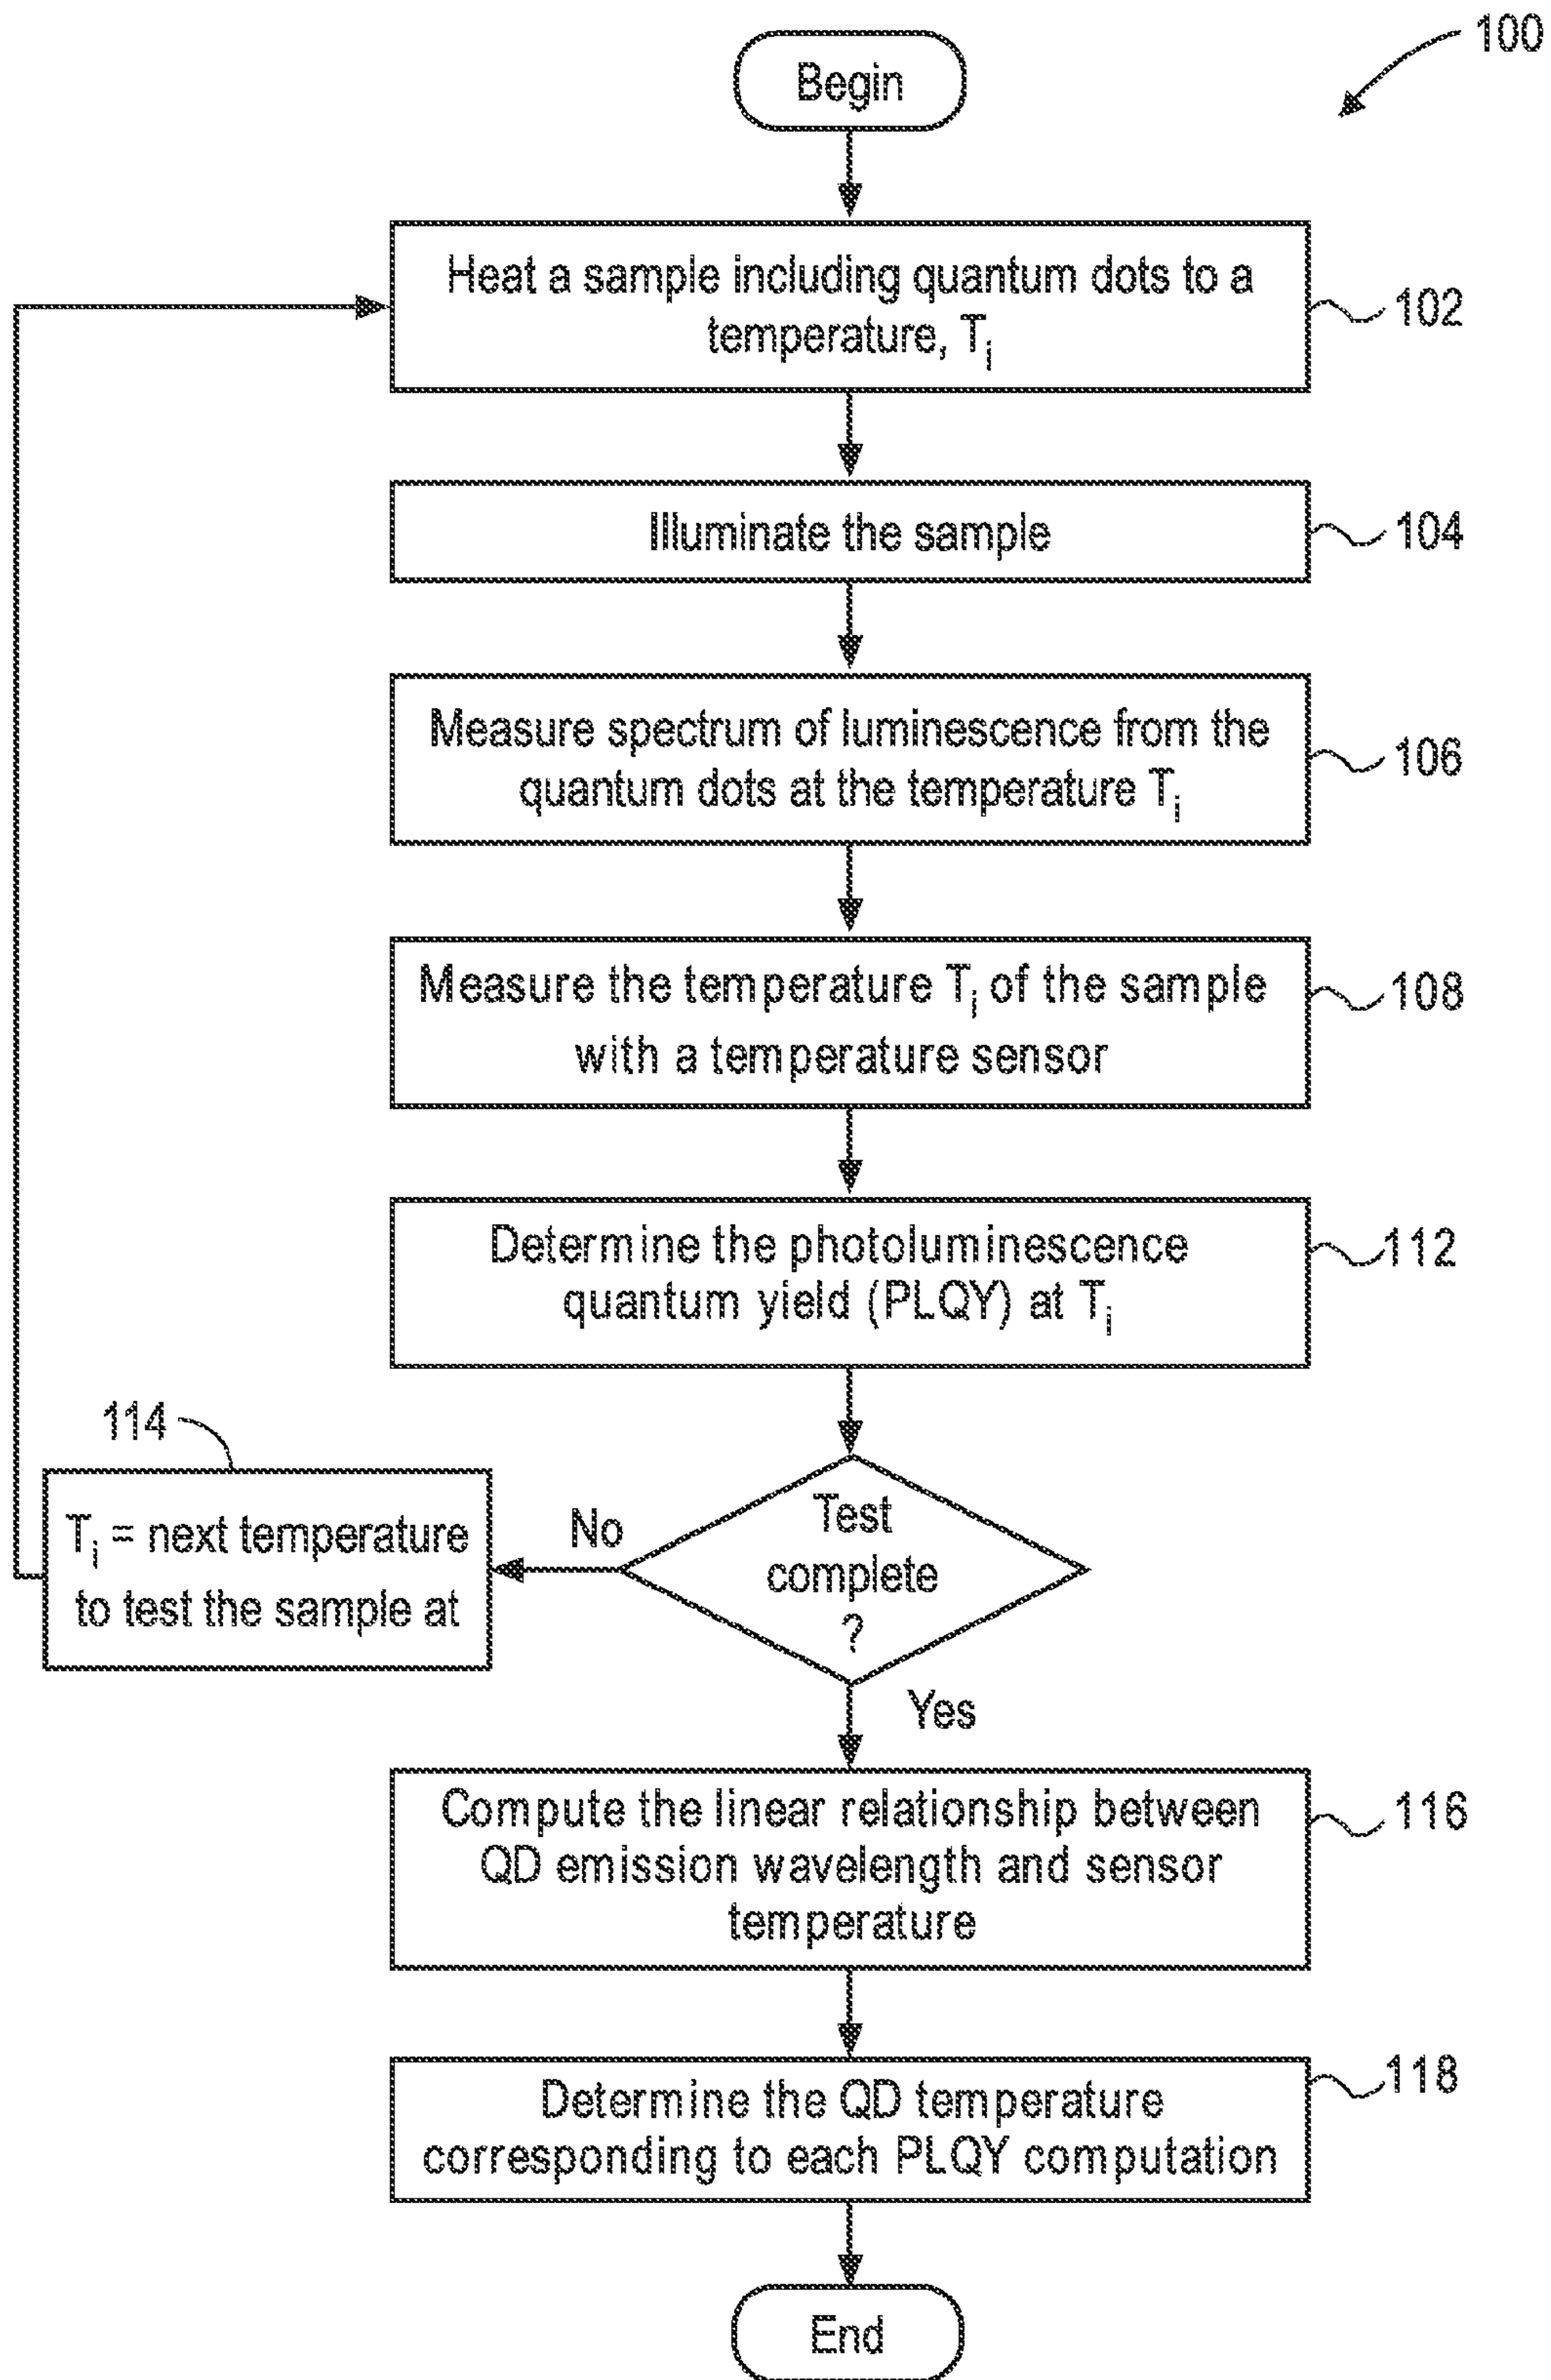 100
Begin
Heat a sample including quantum dots to a
temperature, Ti
102
Illuminate the sample
104
Measure spectrum of luminescence from the
quantum dots at the temperature Ti
106
Measure the temperature Ti of the sample
with a temperature sensor
108
Determine the photoluminescence
quantum yield (PLQY) at Ti
112
114
Ti = next temperature
to test the sample at
No
Test
complete
?
Yes
Compute the linear relationship between
QD emission wavelength and sensor
temperature
116
Determine the QD temperature
corresponding to each PLQY computation
118
End